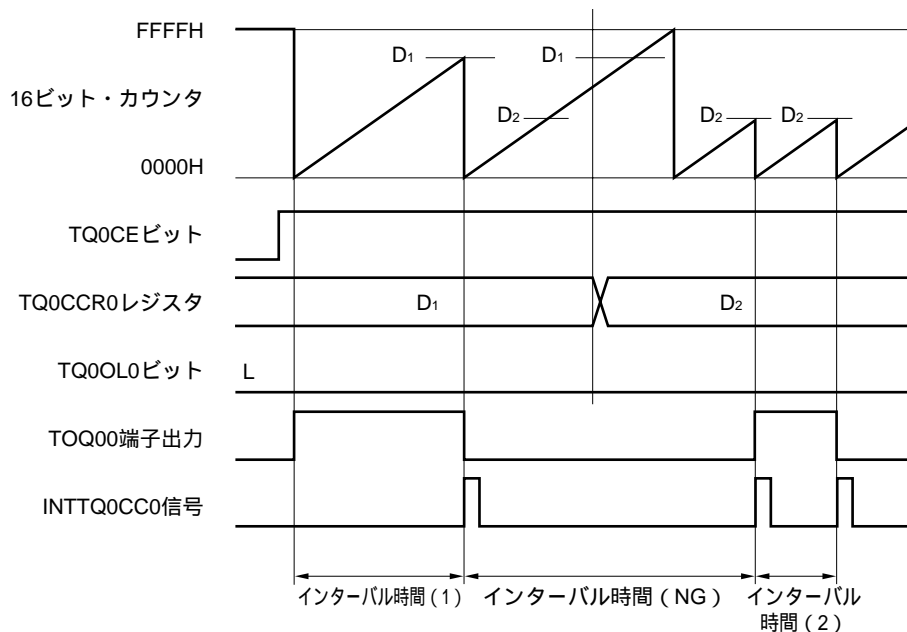 FFFFH
D1
D1
16ビット・カウンタ
D2
D2
D2
0000H
TQ0CEビット
TQ0CCR0レジスタ
D1
D2
TQ0OL0ビット
L
TOQ00端子出力
INTTQ0CC0信号
インターバル時間(1)
インターバル時間(NG)
インターバル
時間(2)